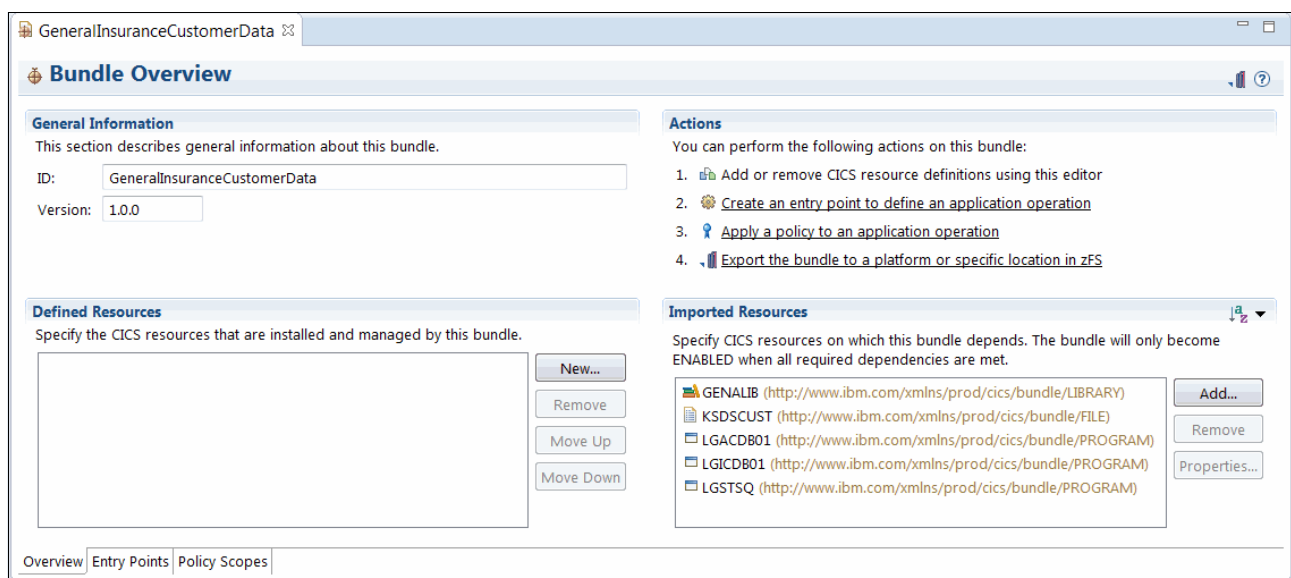 GeneralInsuranceCustomerData
Bundle Overview
General Information
This section describes general information about this bundle.
ID: GeneralInsuranceCustomerData
Version: 1.0.0
Actions
You can perform the following actions on this bundle:
1. Add or remove CICS resource definitions using this editor
2. Create an entry point to define an application operation
3. Apply a policy to an application operation
4. Export the bundle to a platform or specific location in zFS
Defined Resources
Specify the CICS resources that are installed and managed by this bundle.
New...
Remove
Move Up
Move Down
Imported Resources
Specify CICS resources on which this bundle depends. The bundle will only become
ENABLED when all required dependencies are met.
GENALIB (http://www.ibm.com/xmlns/prod/cics/bundle/LIBRARY)
KSDSCUST (http://www.ibm.com/xmlns/prod/cics/bundle/FILE)
LGACDB01 (http://www.ibm.com/xmlns/prod/cics/bundle/PROGRAM)
LGICDB01 (http://www.ibm.com/xmlns/prod/cics/bundle/PROGRAM)
LGSTSQ (http://www.ibm.com/xmlns/prod/cics/bundle/PROGRAM)
Add...
Remove
Properties...
Overview Entry Points Policy Scopes